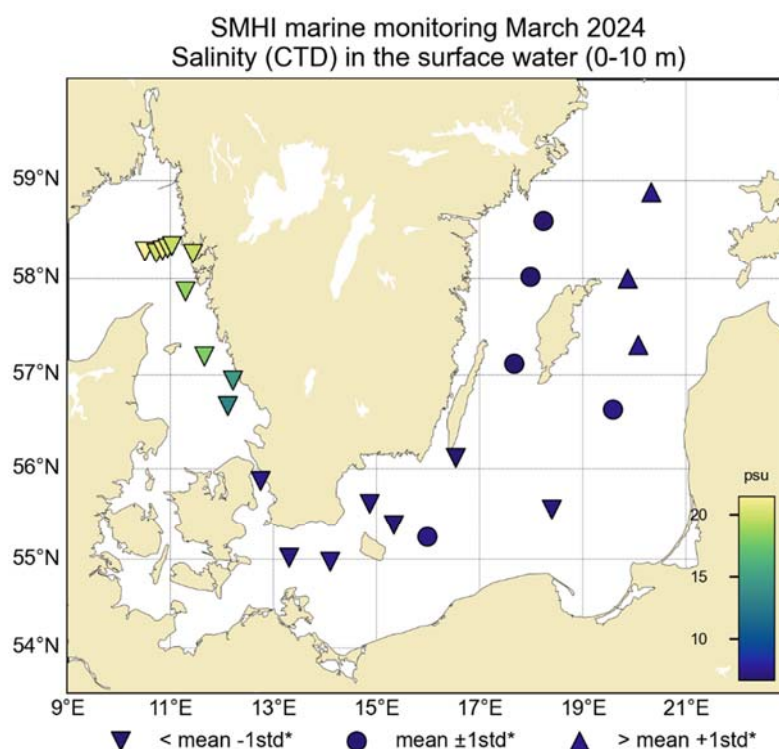 SMHI marine monitoring March 2024
Salinity (CTD) in the surface water (0-10 m)
59°N
58°N
57°N
56°N
55°N
54°N
psu
20
15
10
9°E 11°E 13°E 15°E 17°E 19°E 21°E
< mean -1std* mean ±1std* > mean +1std*